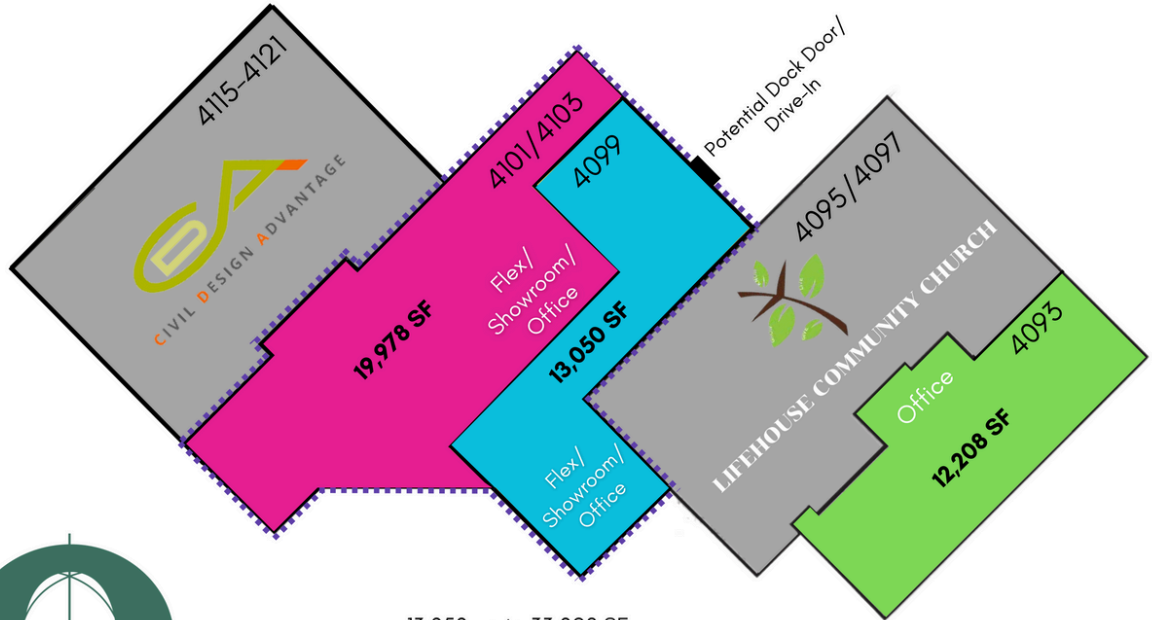 4115-4121
CIVIL DESIGN ADVANTAGE
4101/4103
Flex/
Showroom/
Office
19,978 SF
4099
13,050 SF
Flex/
Showroom/
Office
Potential Dock Door/
Drive-In
4095/4097
LIFEHOUSE COMMUNITY CHURCH
4093
Office
12,208 SF